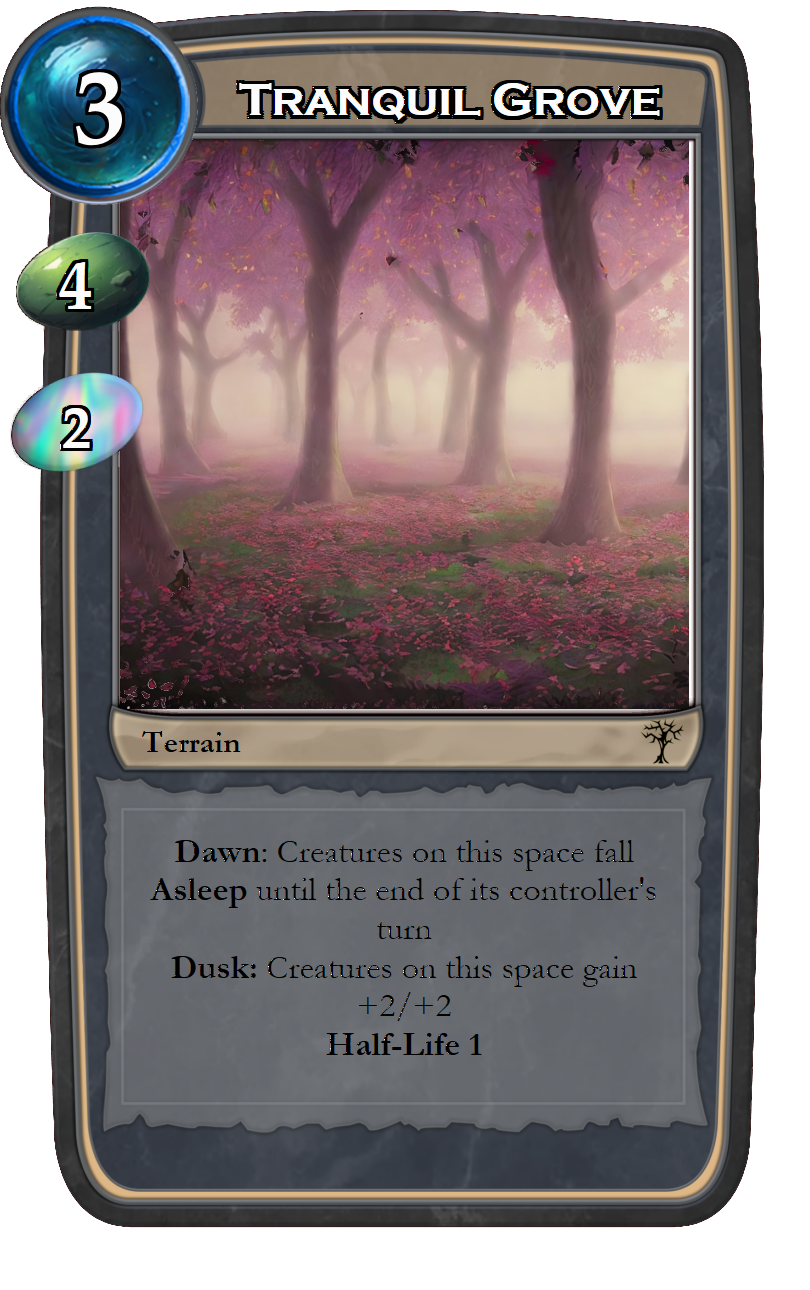 3
Tranquil Grove
4
2
Terrain
Dawn: Creatures on this space fall
Asleep until the end of its controller's
turn
Dusk: Creatures on this space gain
+2/+2
Half-Life 1